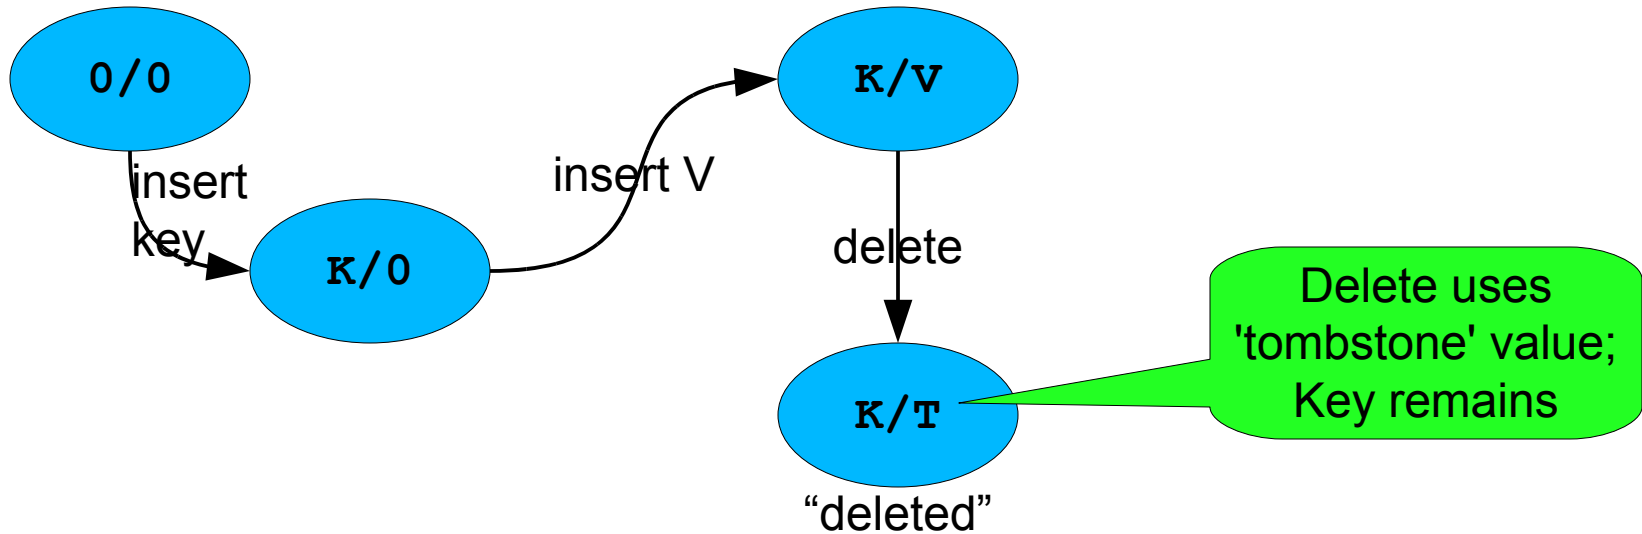 0/0
K/V
insert
key
insert V
K/0
delete
Delete uses
'tombstone' value;
Key remains
K/T
“deleted”